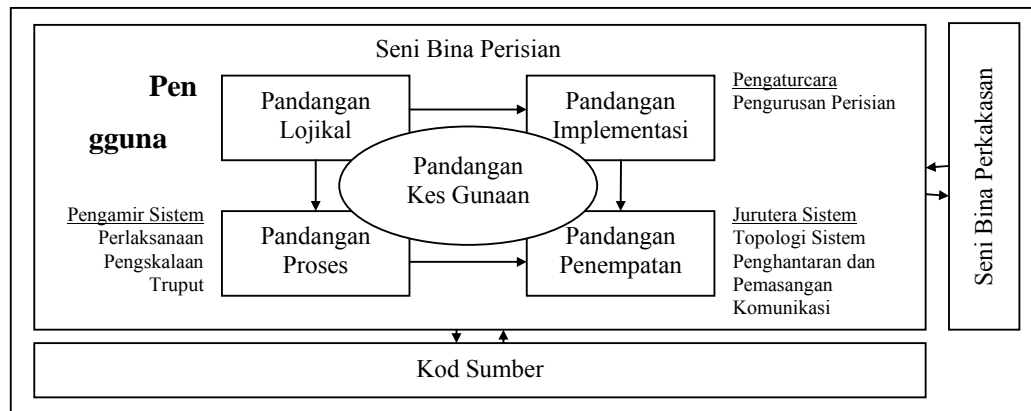 Seni Bina Perisian
Pen
gguna
Pandangan
Lojikal
Pandangan
Implementasi
Pengaturcara
Pengurusan Perisian
Pandangan
Kes Gunaan
Pengamir Sistem
Perlaksanaan
Pengskalaan
Truput
Pandangan
Proses
Pandangan
Penempatan
Jurutera Sistem
Topologi Sistem
Penghantaran dan
Pemasangan
Komunikasi
Seni Bina Perkakasan
Kod Sumber